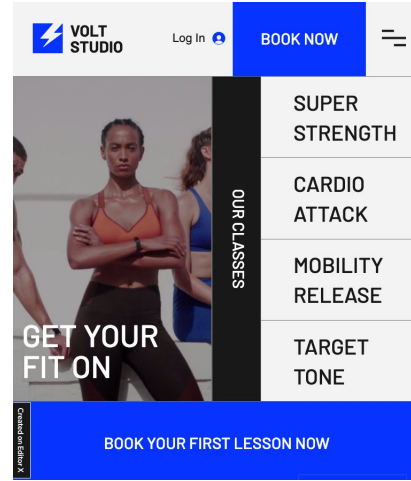 VOLT
STUDIO
Log In
BOOK NOW
GET YOUR
FIT ON
OUR CLASSES
SUPER
STRENGTH
CARDIO
ATTACK
MOBILITY
RELEASE
TARGET
TONE
Created on Editor X
BOOK YOUR FIRST LESSON NOW